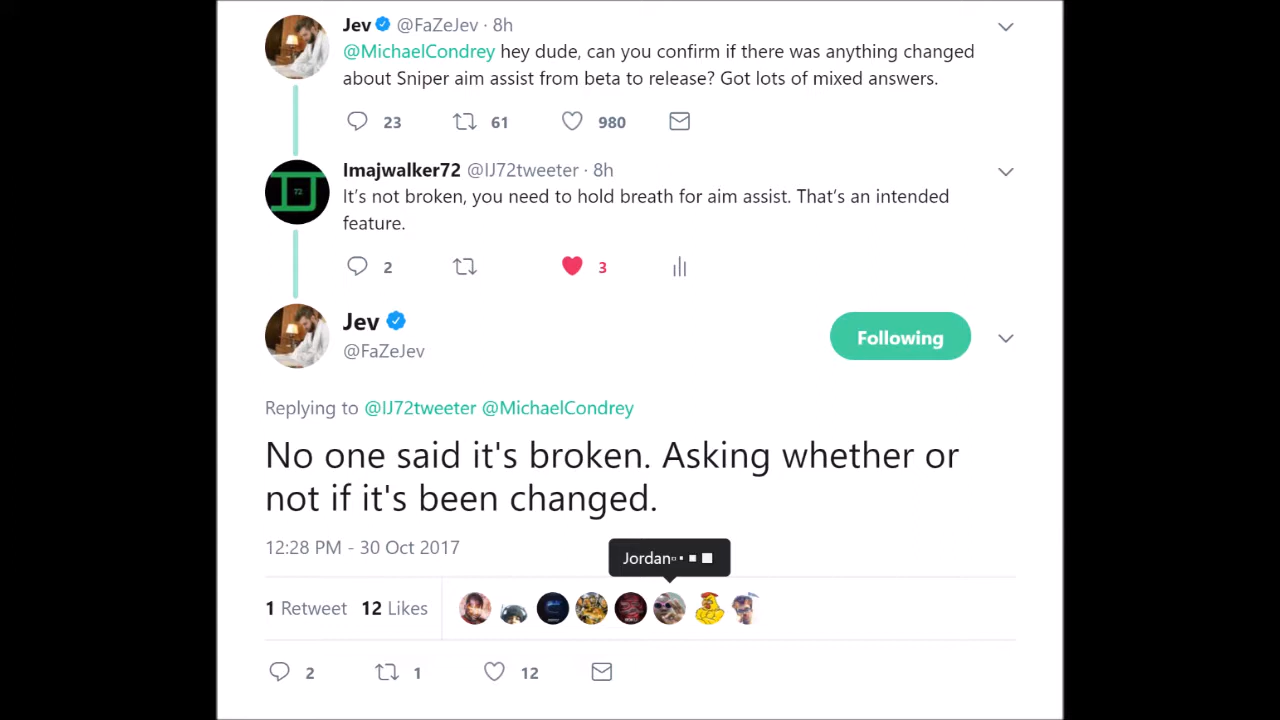 Jev @FaZeJev · 8h
@MichaelCondrey hey dude, can you confirm if there was anything changed
about Sniper aim assist from beta to release? Got lots of mixed answers.
23 61 980
Imajwalker72 @IJ72tweeter · 8h
It's not broken, you need to hold breath for aim assist. That's an intended
feature.
72
2 3
Jev
Following
@FaZeJev
Replying to @IJ72tweeter @MichaelCondrey
No one said it's broken. Asking whether or
not if it's been changed.
12:28 PM - 30 Oct 2017
Jordan
1 Retweet 12 Likes
2 1 12